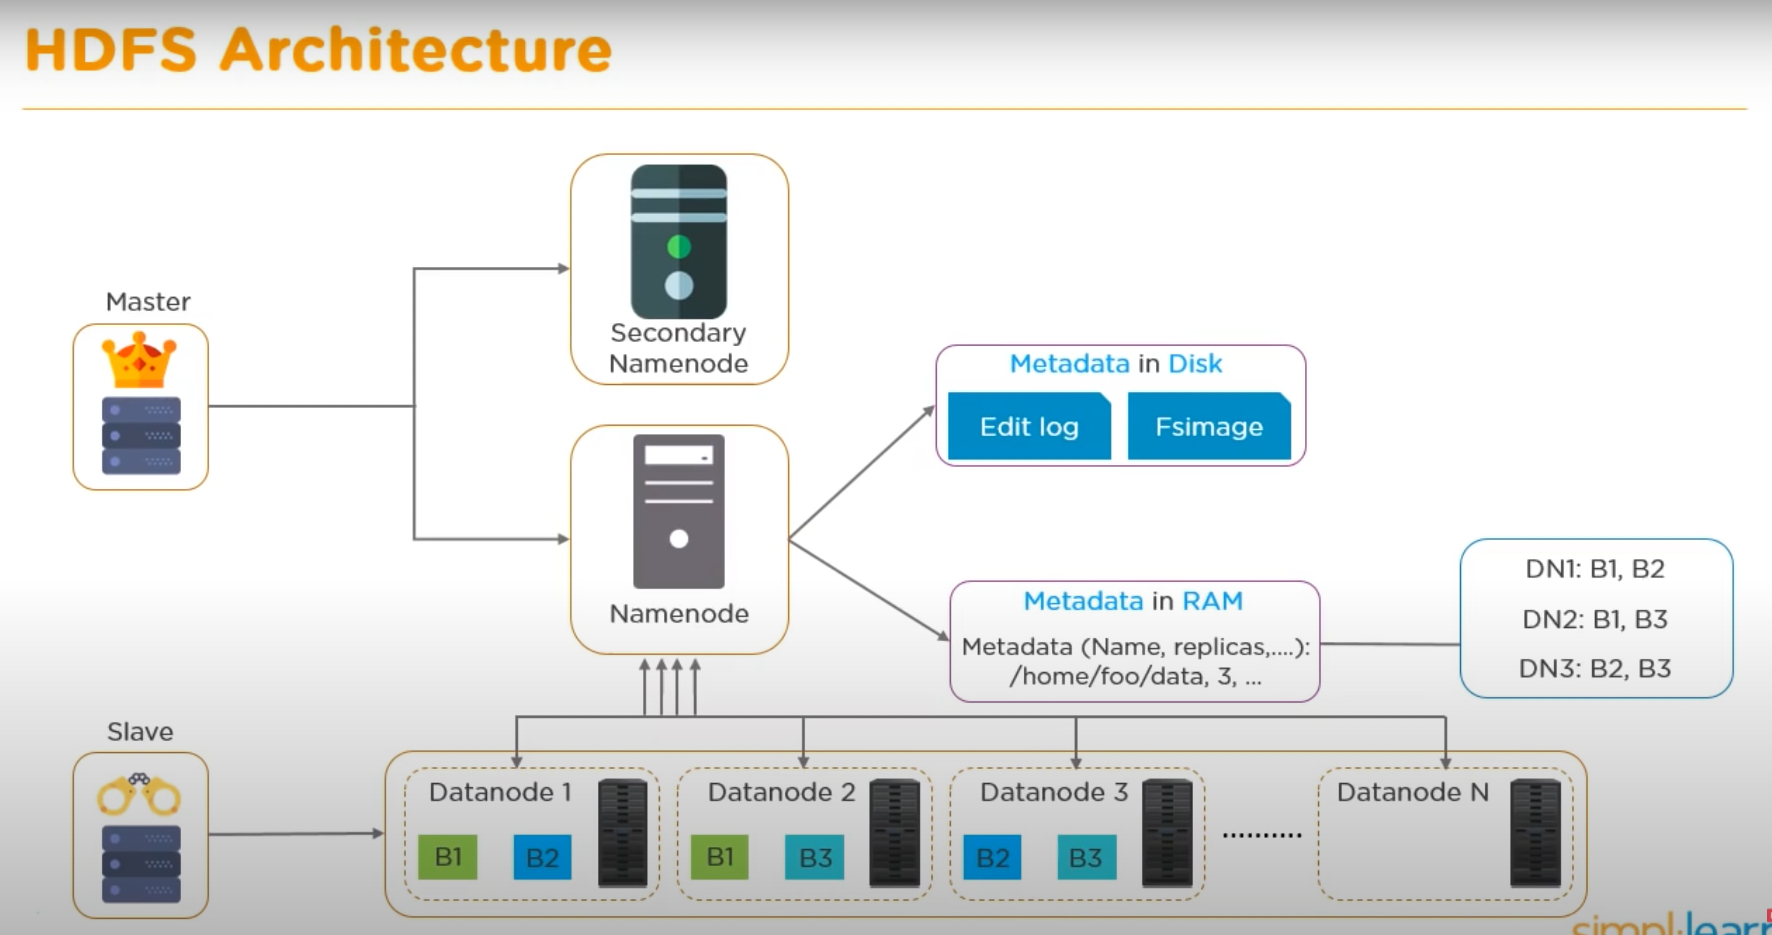 HDFS Architecture
Master
Secondary
Namenode
Namenode
Metadata in Disk
Edit log
Fsimage
Metadata in RAM
Metadata (Name, replicas,....):
/home/foo/data, 3, ...
DN1: B1, B2
DN2: B1, B3
DN3: B2, B3
Slave
Datanode 1
B1
B2
Datanode 2
B1
B3
Datanode 3
B2
B3
..........
Datanode N
simplilearn